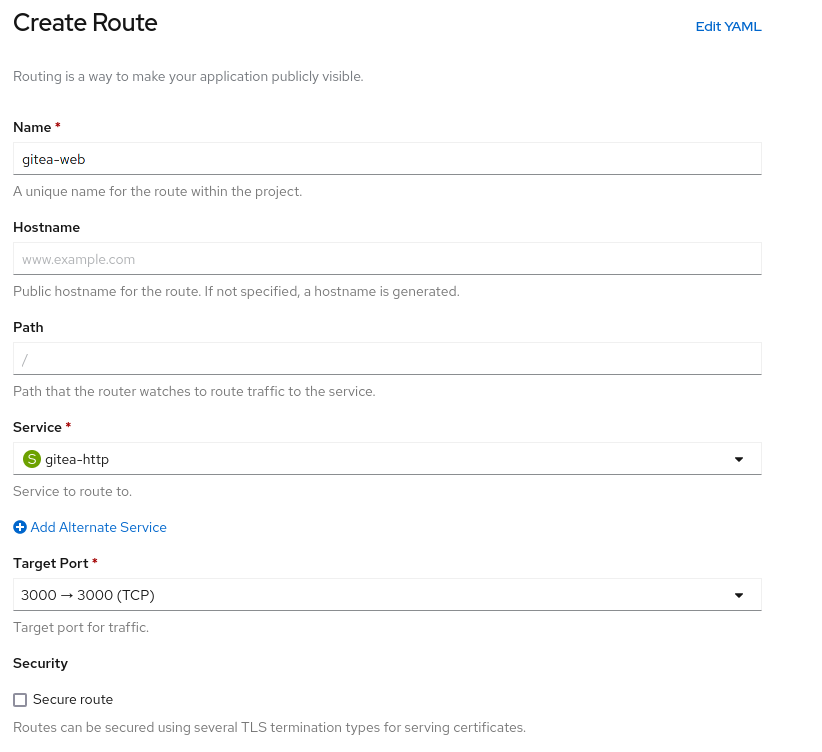 Create Route
Edit YAML
Routing is a way to make your application publicly visible.
Name *
gitea-web
A unique name for the route within the project.
Hostname
www.example.com
Public hostname for the route. If not specified, a hostname is generated.
Path
/
Path that the router watches to route traffic to the service.
Service *
S gitea-http
Service to route to.
Add Alternate Service
Target Port *
3000 → 3000 (TCP)
Target port for traffic.
Security
Secure route
Routes can be secured using several TLS termination types for serving certificates.